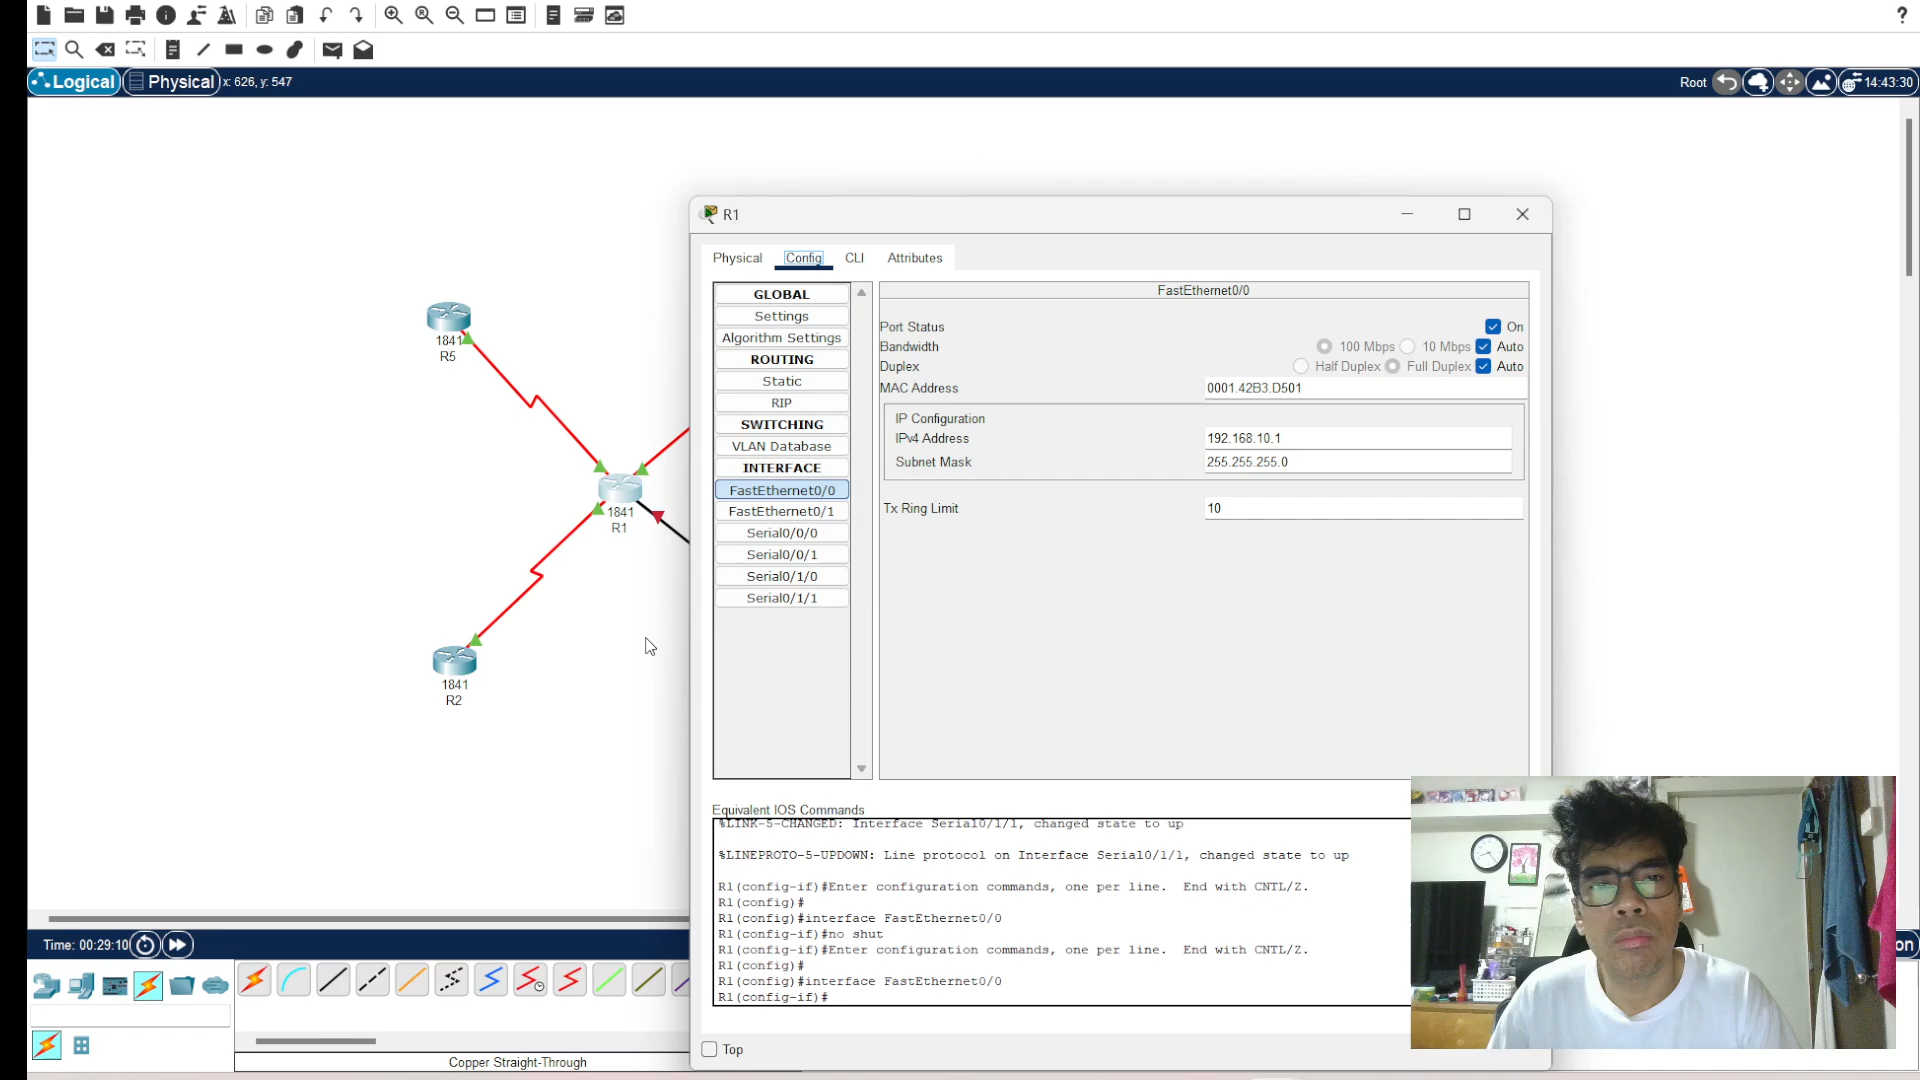 ?
Logical
Physical
x: 626, y: 547
Root
14:43:30
R1
Physical
Config
CLI
Attributes
GLOBAL
Settings
Algorithm Settings
ROUTING
Static
RIP
SWITCHING
VLAN Database
INTERFACE
FastEthernet0/0
FastEthernet0/1
Serial0/0/0
Serial0/0/1
Serial0/1/0
Serial0/1/1
FastEthernet0/0
Port Status
On
Bandwidth
100 Mbps
10 Mbps
Auto
Duplex
Half Duplex
Full Duplex
Auto
MAC Address
0001.42B3.D501
IP Configuration
IPv4 Address
192.168.10.1
Subnet Mask
255.255.255.0
Tx Ring Limit
10
1841
R5
1841
R1
1841
R2
Equivalent IOS Commands
%LINK-5-CHANGED: Interface Serial0/1/1, changed state to up
%LINEPROTO-5-UPDOWN: Line protocol on Interface Serial0/1/1, changed state to up
R1(config-if)#Enter configuration commands, one per line.  End with CNTL/Z.
R1(config)#
R1(config)#interface FastEthernet0/0
R1(config-if)#no shut
R1(config-if)#Enter configuration commands, one per line.  End with CNTL/Z.
R1(config)#
R1(config)#interface FastEthernet0/0
R1(config-if)#
Top
Time: 00:29:10
on
Copper Straight-Through